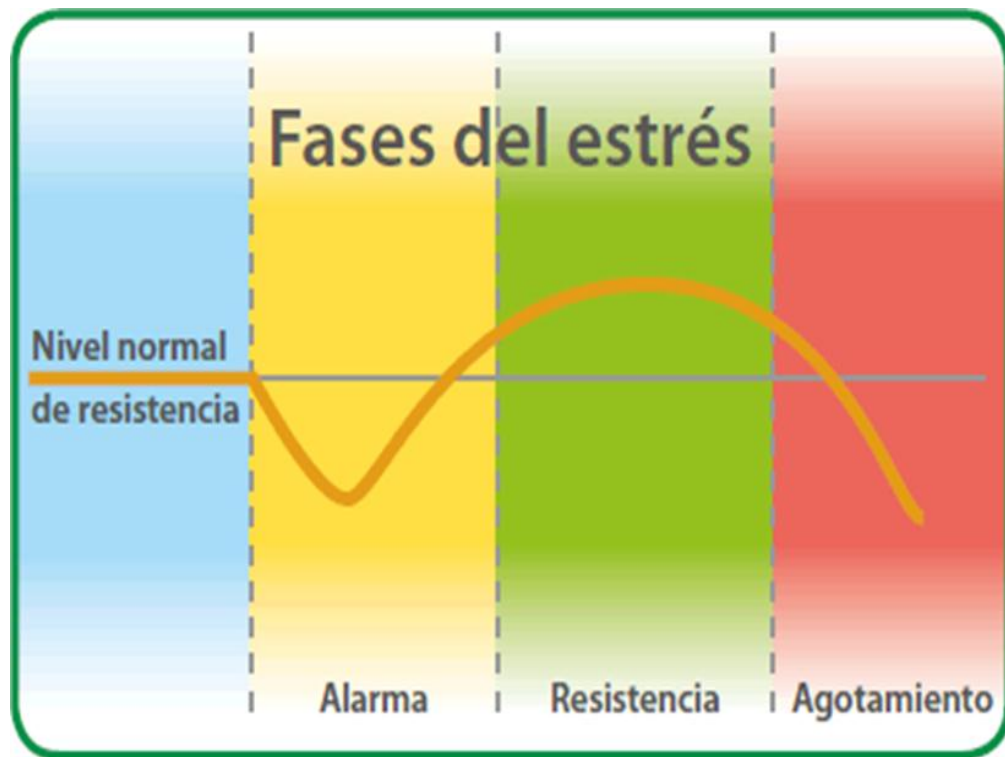 Fases del estrés
Nivel normal
de resistencia
Alarma
Resistencia
Agotamiento